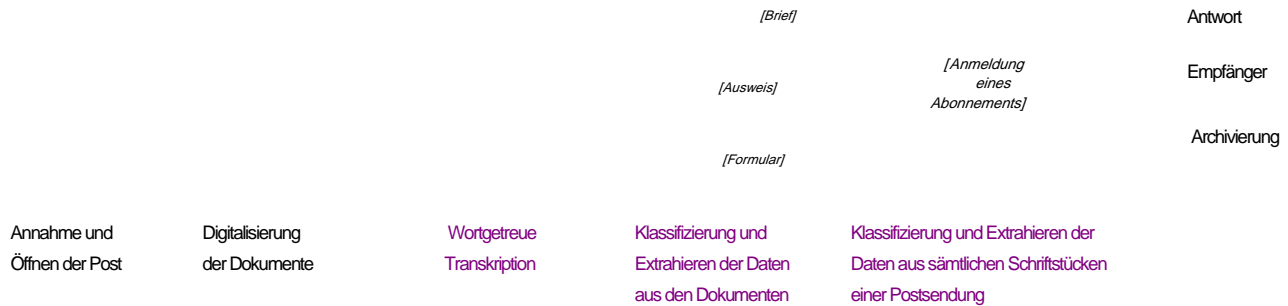 [Brief]
Antwort
[Anmeldung
eines
Abonnements]
Empfänger
[Ausweis]
Archivierung
[Formular]
Annahme und
Öffnen der Post
Digitalisierung
der Dokumente
Wortgetreue
Transkription
Klassifizierung und
Extrahieren der Daten
aus den Dokumenten
Klassifizierung und Extrahieren der
Daten aus sämtlichen Schriftstücken
einer Postsendung